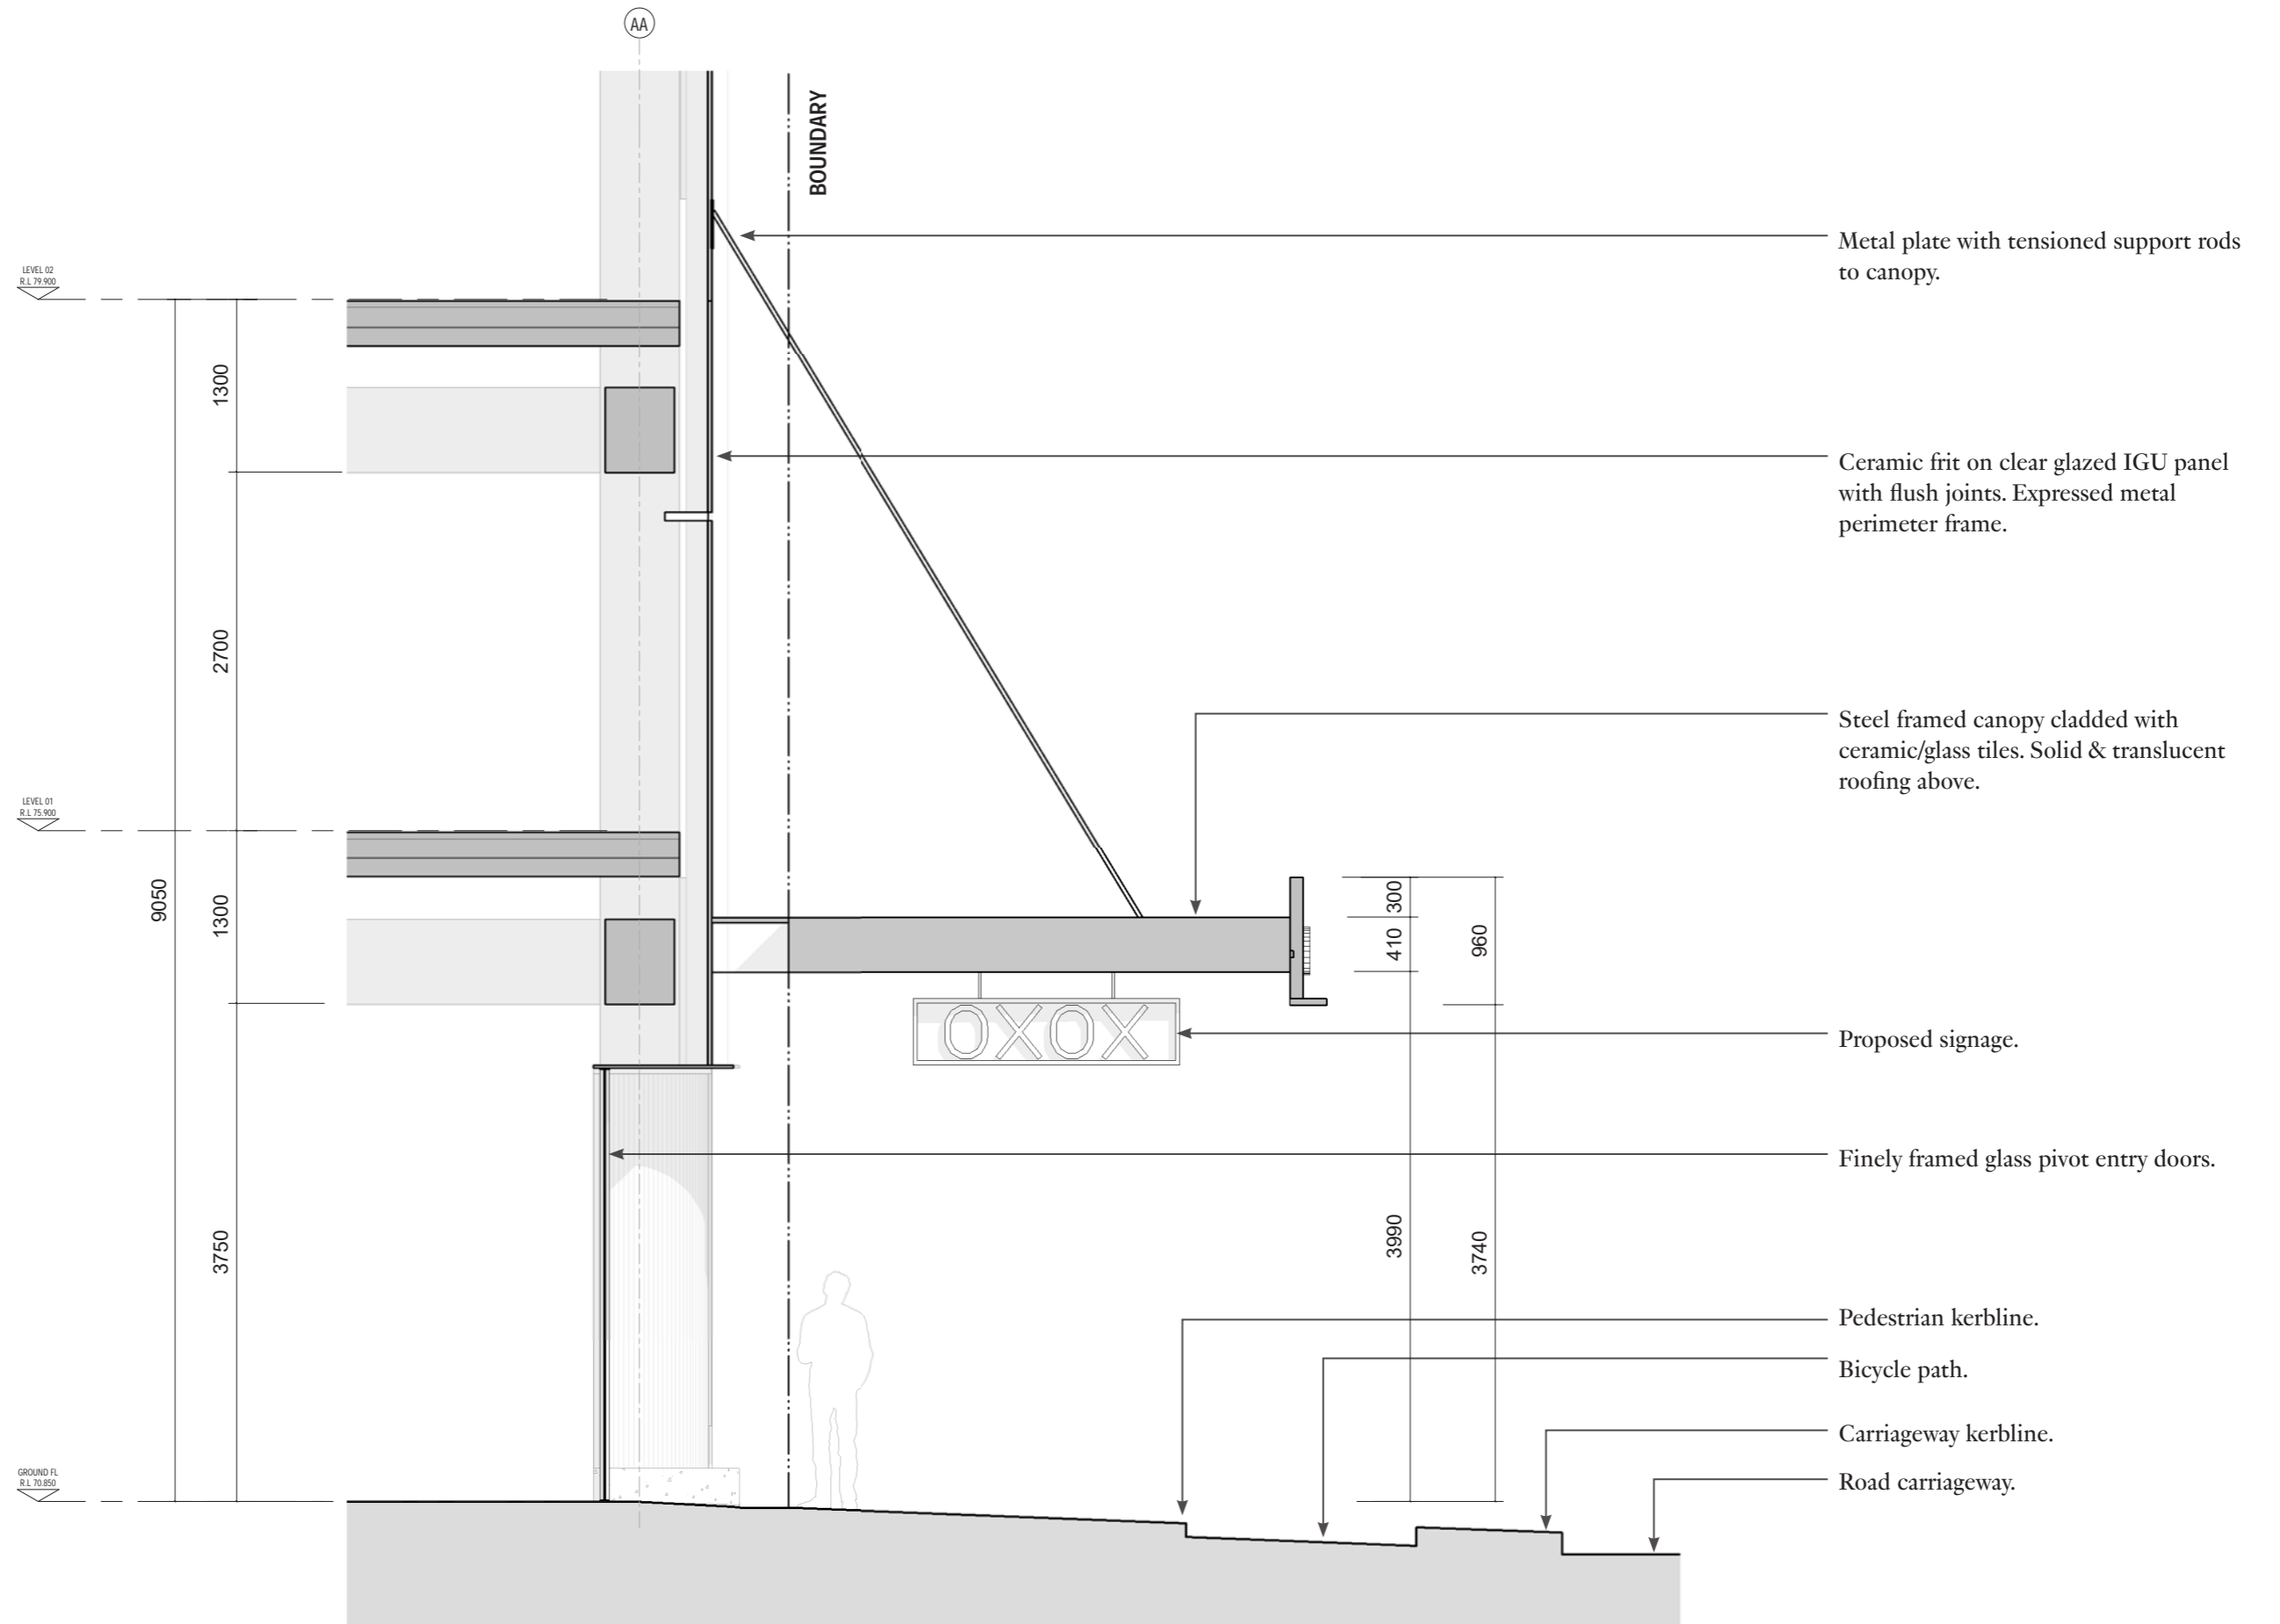 AA
BOUNDARY
Metal plate with tensioned support rods
to canopy.
LEVEL 02
R.L 79.900
1300
Ceramic frit on clear glazed IGU panel
with flush joints. Expressed metal
perimeter frame.
2700
Steel framed canopy cladded with
ceramic/glass tiles. Solid & translucent
roofing above.
LEVEL 01
R.L 75.900
9050
1300
300
410
960
OXOX
Proposed signage.
Finely framed glass pivot entry doors.
3750
3990
3740
Pedestrian kerbline.
Bicycle path.
Carriageway kerbline.
Road carriageway.
GROUND FL
R.L 70.850